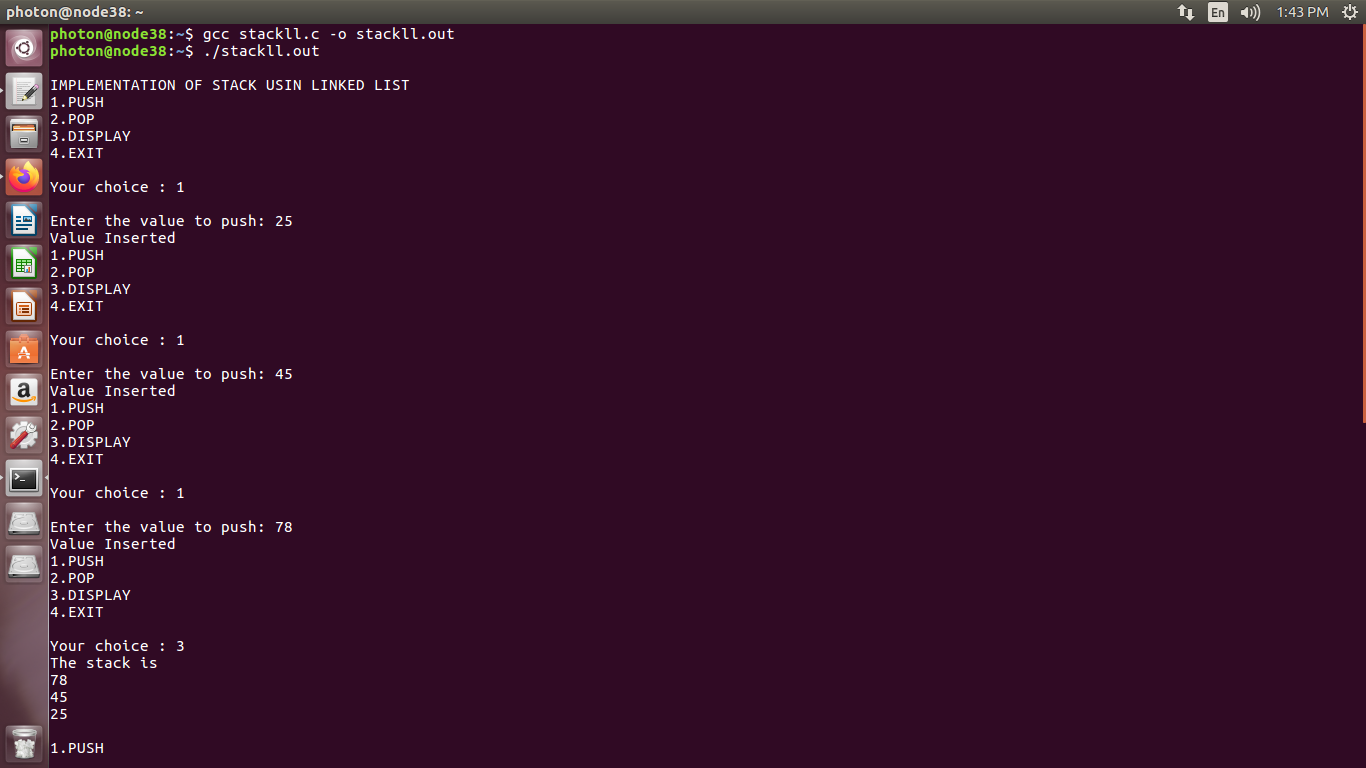 photon@node38: ~
En
1:43 PM
photon@node38:~$ gcc stackll.c -o stackll.out
photon@node38:~$ ./stackll.out
IMPLEMENTATION OF STACK USIN LINKED LIST
1.PUSH
2.POP
3.DISPLAY
4.EXIT
Your choice : 1
Enter the value to push: 25
Value Inserted
1.PUSH
2.POP
3.DISPLAY
4.EXIT
Your choice : 1
Enter the value to push: 45
Value Inserted
1.PUSH
2.POP
3.DISPLAY
4.EXIT
Your choice : 1
Enter the value to push: 78
Value Inserted
1.PUSH
2.POP
3.DISPLAY
4.EXIT
Your choice : 3
The stack is
78
45
25
1.PUSH